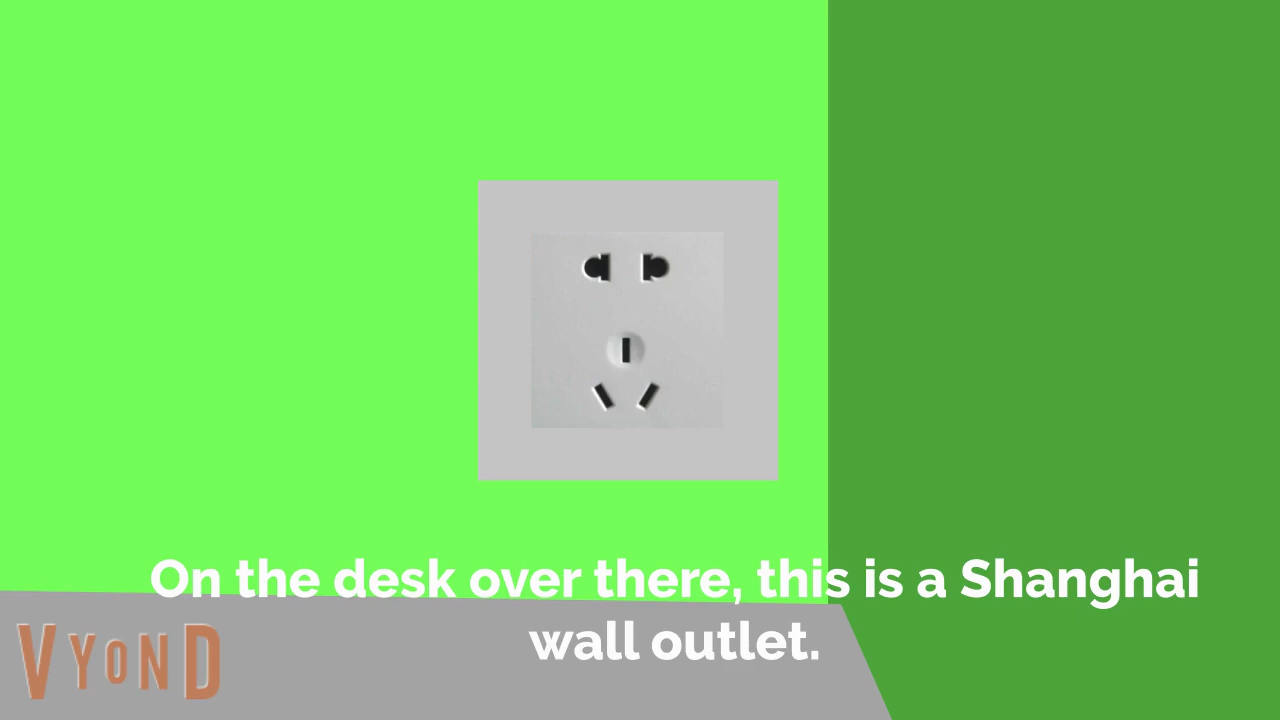 On the desk over there, this is a Shanghai
wall outlet.
VYOND